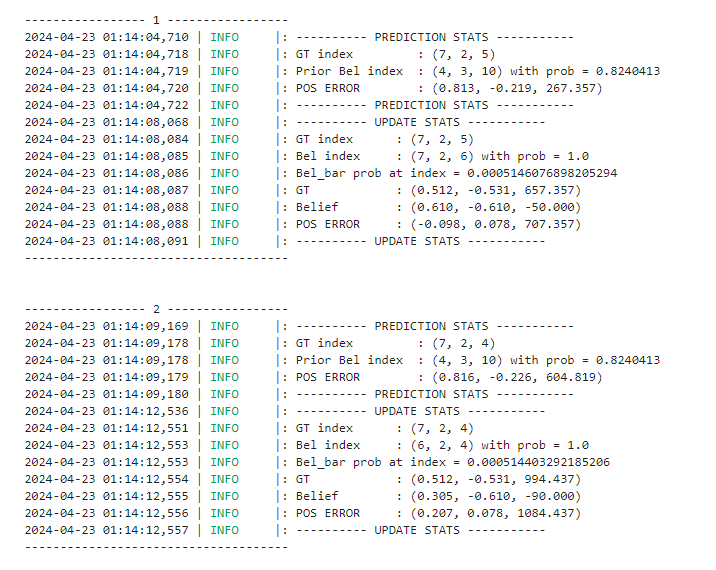 ----------------- 1 -----------------
2024-04-23 01:14:04,710 | INFO     |: ---------- PREDICTION STATS -----------
2024-04-23 01:14:04,718 | INFO     |: GT index         : (7, 2, 5)
2024-04-23 01:14:04,719 | INFO     |: Prior Bel index  : (4, 3, 10) with prob = 0.8240413
2024-04-23 01:14:04,720 | INFO     |: POS ERROR        : (0.813, -0.219, 267.357)
2024-04-23 01:14:04,722 | INFO     |: ---------- PREDICTION STATS -----------
2024-04-23 01:14:08,068 | INFO     |: ---------- UPDATE STATS -----------
2024-04-23 01:14:08,084 | INFO     |: GT index      : (7, 2, 5)
2024-04-23 01:14:08,085 | INFO     |: Bel index     : (7, 2, 6) with prob = 1.0
2024-04-23 01:14:08,086 | INFO     |: Bel_bar prob at index = 0.0005146076898205294
2024-04-23 01:14:08,087 | INFO     |: GT            : (0.512, -0.531, 657.357)
2024-04-23 01:14:08,088 | INFO     |: Belief        : (0.610, -0.610, -50.000)
2024-04-23 01:14:08,088 | INFO     |: POS ERROR     : (-0.098, 0.078, 707.357)
2024-04-23 01:14:08,091 | INFO     |: ---------- UPDATE STATS -----------
-------------------------------------
----------------- 2 -----------------
2024-04-23 01:14:09,169 | INFO     |: ---------- PREDICTION STATS -----------
2024-04-23 01:14:09,178 | INFO     |: GT index         : (7, 2, 4)
2024-04-23 01:14:09,178 | INFO     |: Prior Bel index  : (4, 3, 10) with prob = 0.8240413
2024-04-23 01:14:09,179 | INFO     |: POS ERROR        : (0.816, -0.226, 604.819)
2024-04-23 01:14:09,180 | INFO     |: ---------- PREDICTION STATS -----------
2024-04-23 01:14:12,536 | INFO     |: ---------- UPDATE STATS -----------
2024-04-23 01:14:12,551 | INFO     |: GT index      : (7, 2, 4)
2024-04-23 01:14:12,553 | INFO     |: Bel index     : (6, 2, 4) with prob = 1.0
2024-04-23 01:14:12,553 | INFO     |: Bel_bar prob at index = 0.000514403292185206
2024-04-23 01:14:12,554 | INFO     |: GT            : (0.512, -0.531, 994.437)
2024-04-23 01:14:12,555 | INFO     |: Belief        : (0.305, -0.610, -90.000)
2024-04-23 01:14:12,556 | INFO     |: POS ERROR     : (0.207, 0.078, 1084.437)
2024-04-23 01:14:12,557 | INFO     |: ---------- UPDATE STATS -----------
-------------------------------------